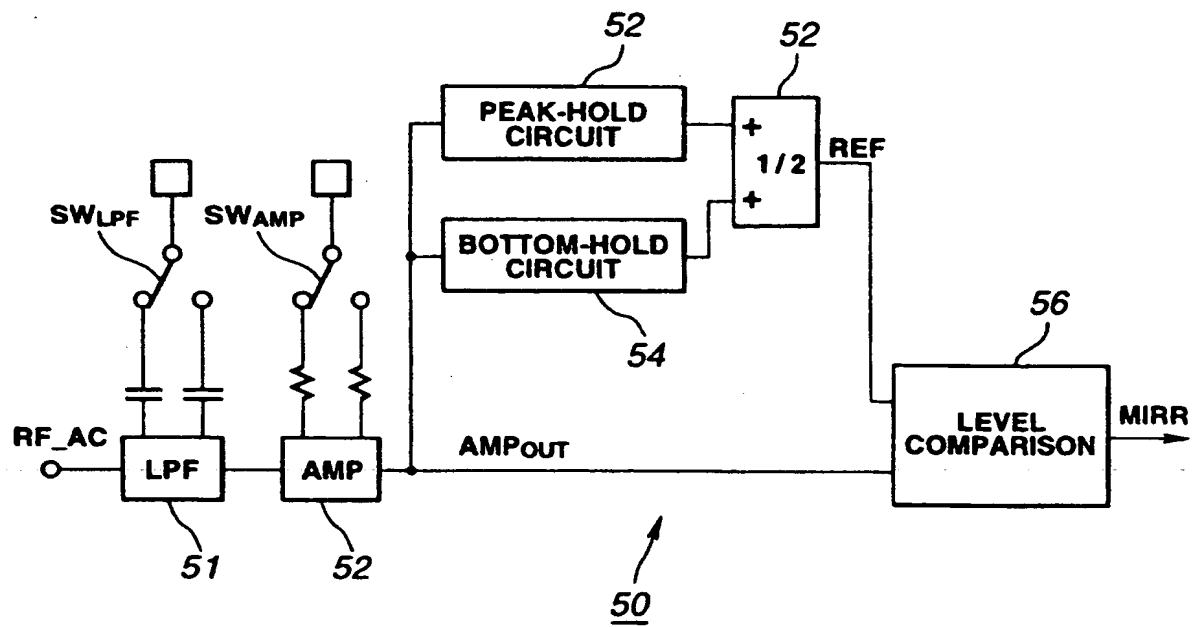 52
52
PEAK-HOLD
CIRCUIT
+
1/2
+
REF
SWLPF
SWAMP
BOTTOM-HOLD
CIRCUIT
54
56
RF_AC
LPF
AMP
AMPOUT
LEVEL
COMPARISON
MIRR
51
52
50